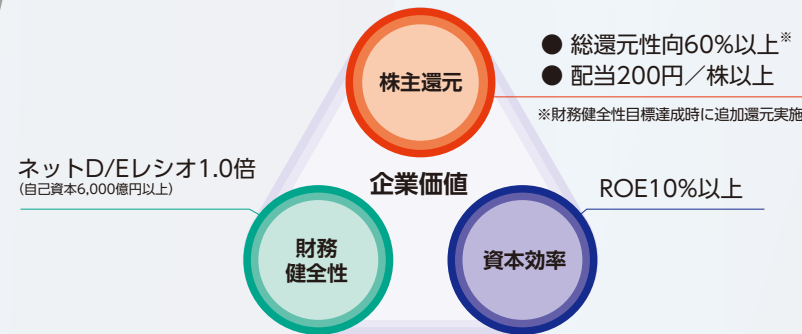 株主還元
● 総還元性向60%以上※
● 配当200円／株以上
※財務健全性目標達成時に追加還元実施
ネットD/Eレシオ1.0倍
(自己資本6,000億円以上)
企業価値
ROE10%以上
財務
健全性
資本効率